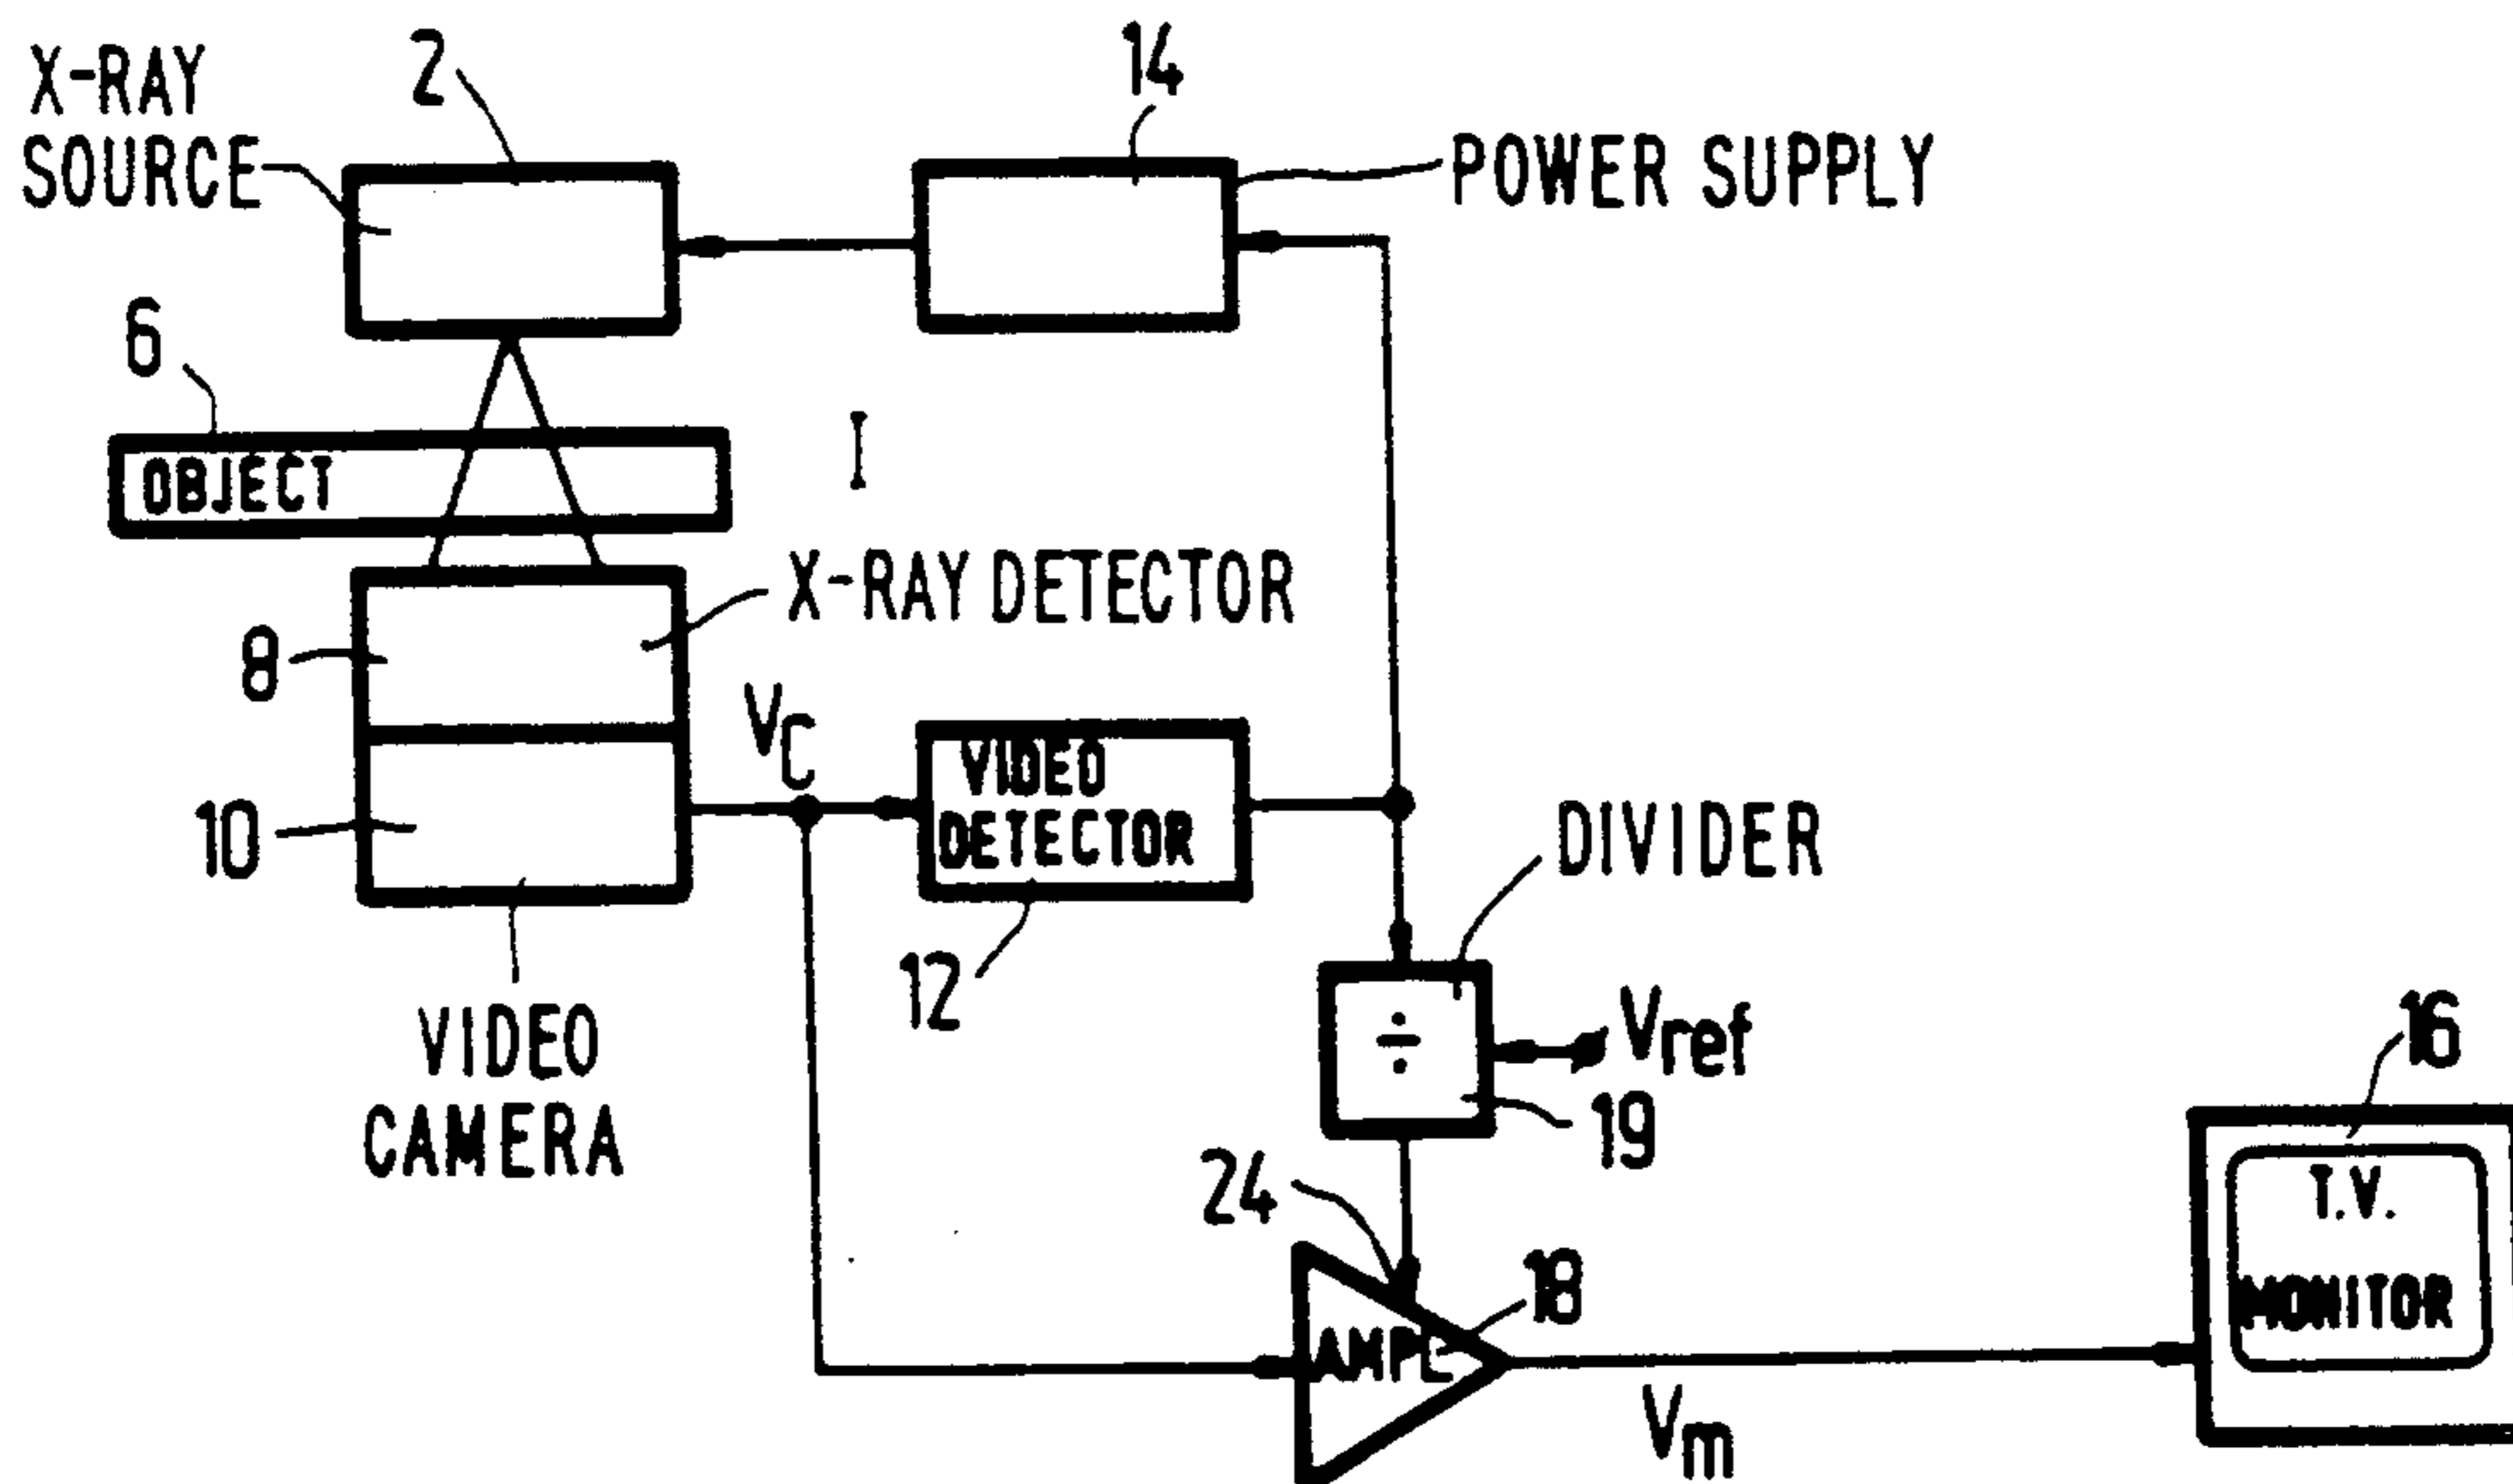 X-RAY
SOURCE
2
14
POWER SUPPLY
6
OBJECT
I
X-RAY DETECTOR
8
VC
VIDEO
DETECTOR
10
DIVIDER
12
÷
Vref
VIDEO
CAMERA
19
16
24
T.V.
MONITOR
18
AMPL
Vm